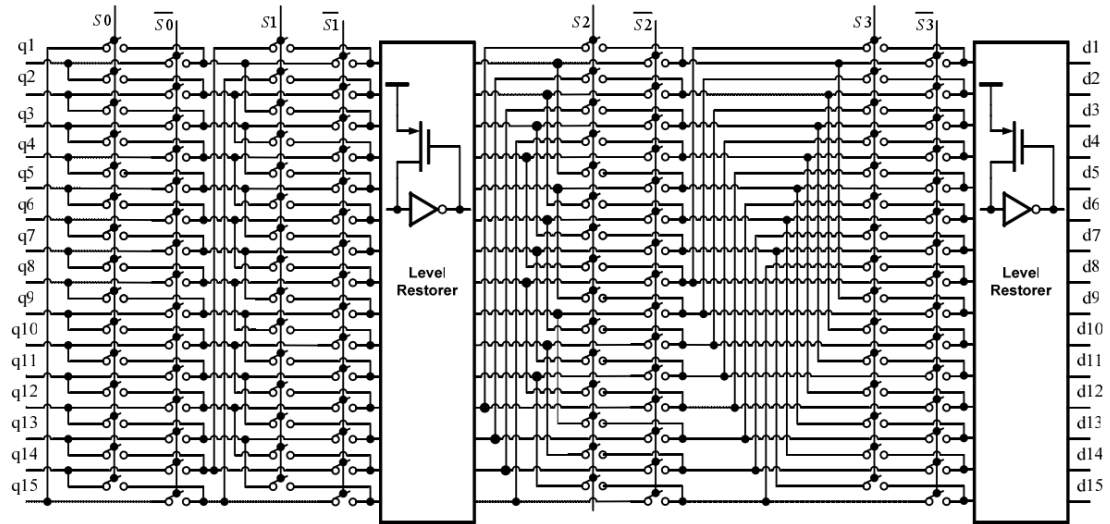 S0
S̅0̅
S1
S̅1̅
S2
S̅2̅
S3
S̅3̅
q1
q2
q3
q4
q5
q6
q7
q8
q9
q10
q11
q12
q13
q14
q15
Level
Restorer
Level
Restorer
d1
d2
d3
d4
d5
d6
d7
d8
d9
d10
d11
d12
d13
d14
d15